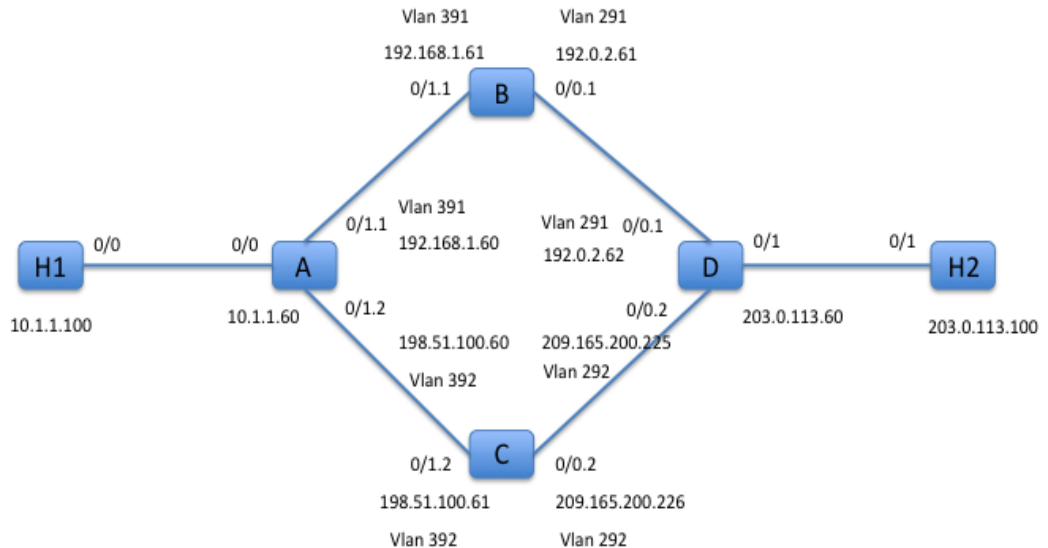 Vlan 391
Vlan 291
192.168.1.61
192.0.2.61
0/1.1
B
0/0.1
0/1.1
Vlan 391
192.168.1.60
Vlan 291
0/0.1
192.0.2.62
H1
0/0
0/0
A
D
0/1
0/1
H2
10.1.1.100
10.1.1.60
0/1.2
0/0.2
203.0.113.60
203.0.113.100
198.51.100.60
209.165.200.225
Vlan 392
Vlan 292
0/1.2
C
0/0.2
198.51.100.61
209.165.200.226
Vlan 392
Vlan 292